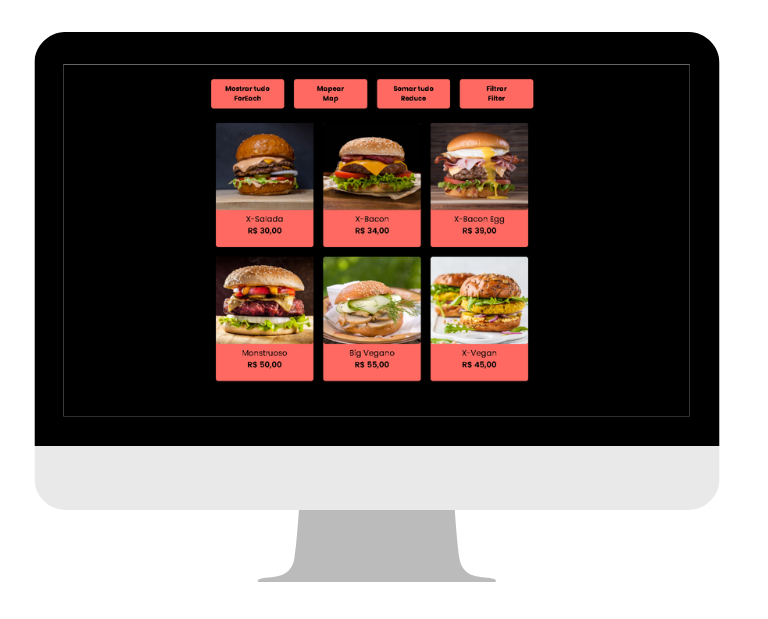 Mostrar tudo
ForEach
Mapear
Map
Somar tudo
Reduce
Filtrar
Filter
X-Salada
R$ 30,00
X-Bacon
R$ 34,00
X-Bacon Egg
R$ 39,00
Monstruoso
R$ 50,00
Big Vegano
R$ 55,00
X-Vegan
R$ 45,00